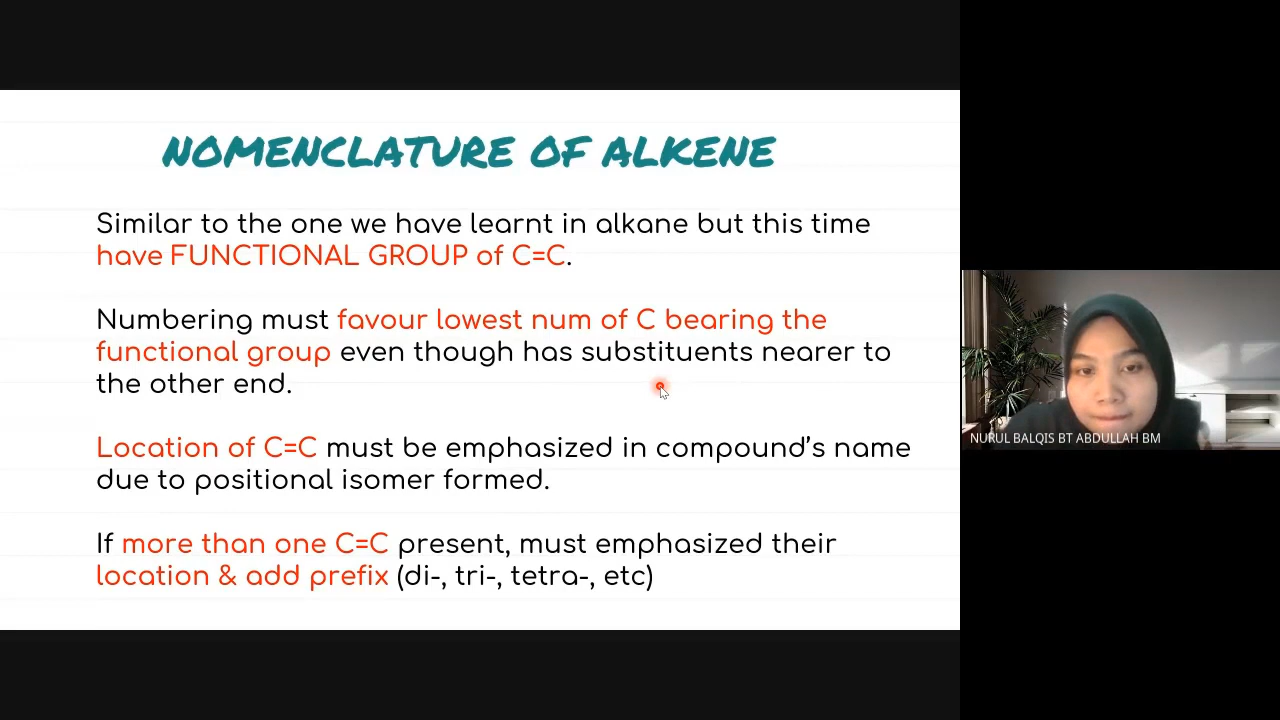 NOMENCLATURE OF ALKENE
Similar to the one we have learnt in alkane but this time
have FUNCTIONAL GROUP of C=C.
Numbering must favour lowest num of C bearing the
functional group even though has substituents nearer to
the other end.
Location of C=C must be emphasized in compound's name
due to positional isomer formed.
If more than one C=C present, must emphasized their
location & add prefix (di-, tri-, tetra-, etc)
NURUL BALQIS BT ABDULLAH BM